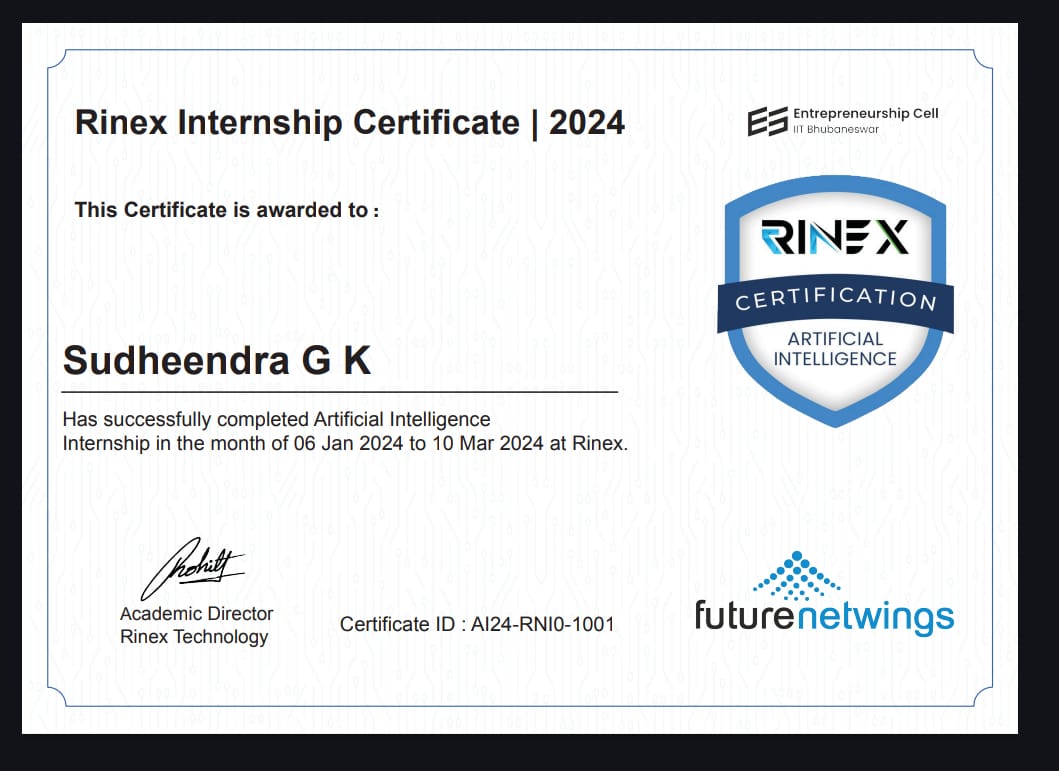 Rinex Internship Certificate | 2024
Entrepreneurship Cell
IIT Bhubaneswar
This Certificate is awarded to :
RINEX
CERTIFICATION
ARTIFICIAL
INTELLIGENCE
Sudheendra G K
Has successfully completed Artificial Intelligence
Internship in the month of 06 Jan 2024 to 10 Mar 2024 at Rinex.
Academic Director
Rinex Technology
Certificate ID : AI24-RNI0-1001
futurenetwings